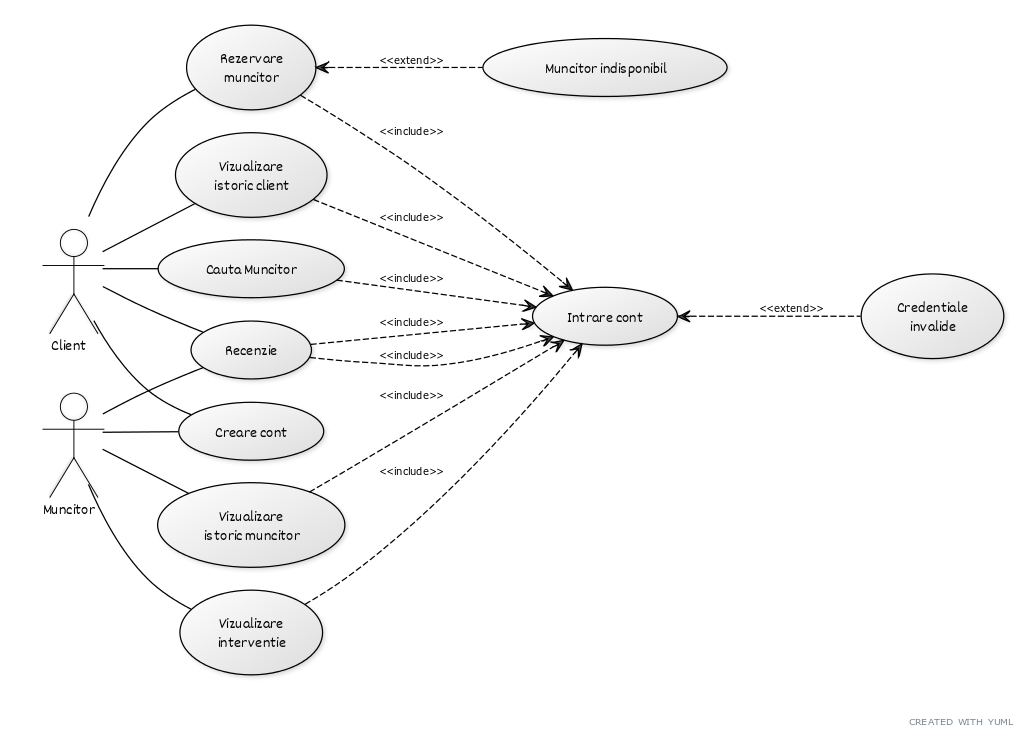 Rezervare
muncitor
<<extend>>
Muncitor indisponibil
<<include>>
Vizualizare
istoric client
<<include>>
Cauta Muncitor
<<include>>
Client
Recenzie
<<include>>
<<include>>
Intrare cont
<<extend>>
Credentiale
invalide
<<include>>
Creare cont
Muncitor
Vizualizare
istoric muncitor
<<include>>
Vizualizare
interventie
CREATED WITH YUML